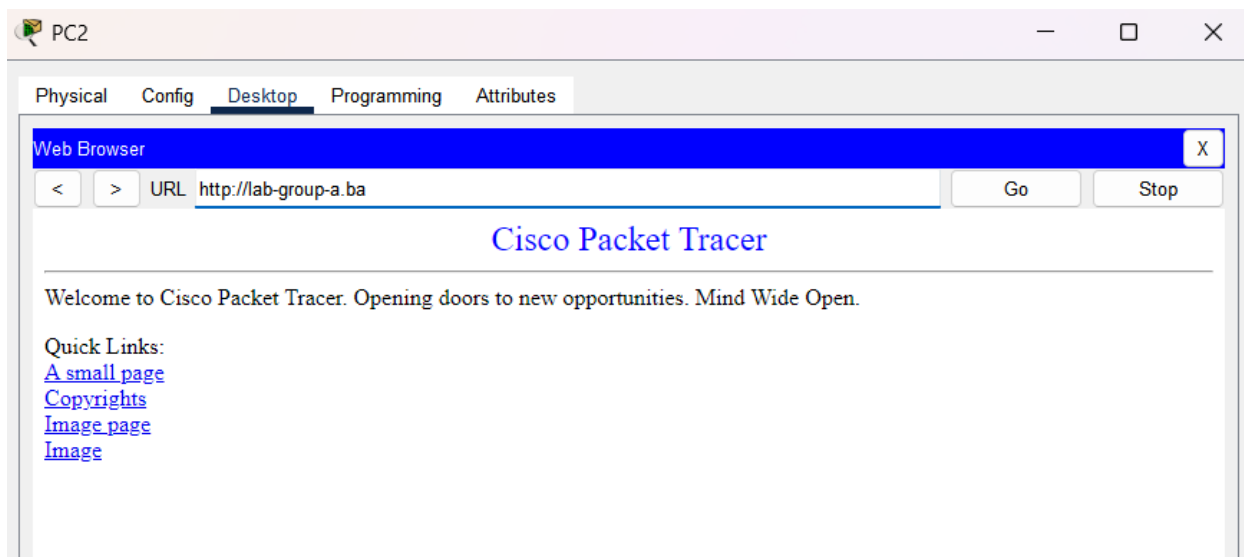 PC2
Physical Config Desktop Programming Attributes
Web Browser X
< > URL http://lab-group-a.ba Go Stop
Cisco Packet Tracer
Welcome to Cisco Packet Tracer. Opening doors to new opportunities. Mind Wide Open.
Quick Links:
A small page
Copyrights
Image page
Image